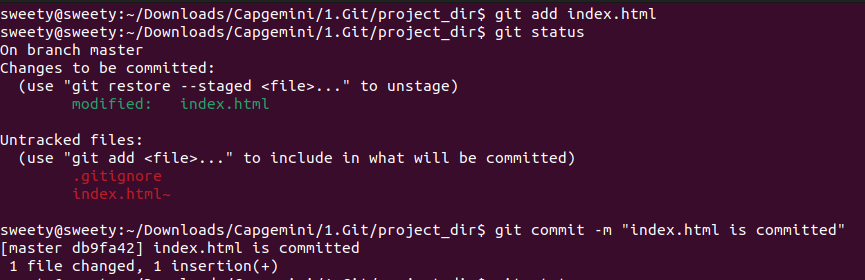 sweety@sweety:~/Downloads/Capgemini/1.Git/project_dir$ git add index.html
sweety@sweety:~/Downloads/Capgemini/1.Git/project_dir$ git status
On branch master
Changes to be committed:
  (use "git restore --staged <file>..." to unstage)
        modified:   index.html

Untracked files:
  (use "git add <file>..." to include in what will be committed)
        .gitignore
        index.html~

sweety@sweety:~/Downloads/Capgemini/1.Git/project_dir$ git commit -m "index.html is committed"
[master db9fa42] index.html is committed
 1 file changed, 1 insertion(+)